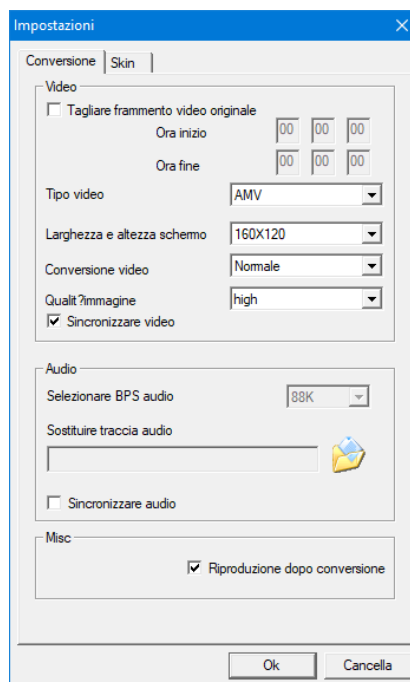 Impostazioni
Conversione Skin
Video
Tagliare frammento video originale
Ora inizio 00 00 00
Ora fine 00 00 00
Tipo video AMV
Larghezza e altezza schermo 160X120
Conversione video Normale
Qualit?immagine high
Sincronizzare video
Audio
Selezionare BPS audio 88K
Sostituire traccia audio
Sincronizzare audio
Misc
Riproduzione dopo conversione
Ok Cancella